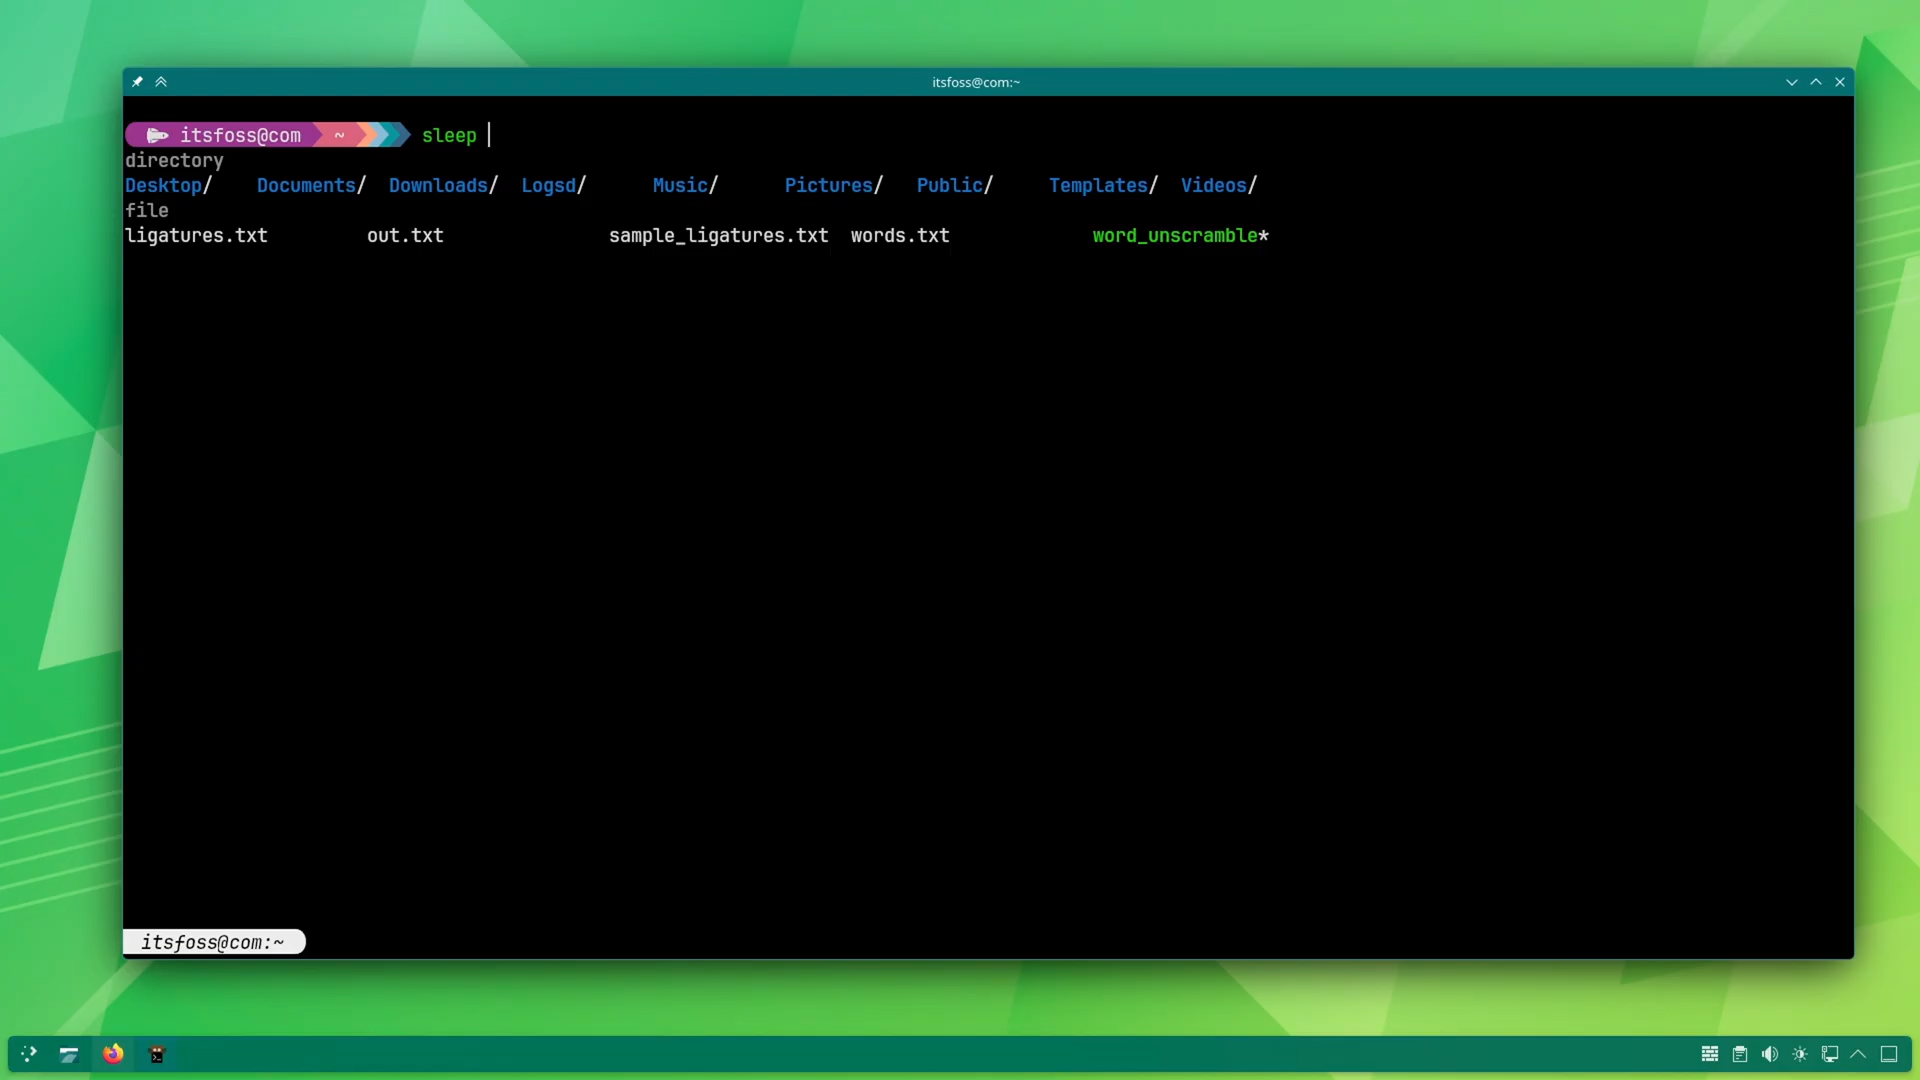 itsfoss@com:~
itsfoss@com ~ sleep
directory
Desktop/ Documents/ Downloads/ Logsd/ Music/ Pictures/ Public/ Templates/ Videos/
file
ligatures.txt out.txt sample_ligatures.txt words.txt word_unscramble*
itsfoss@com:~